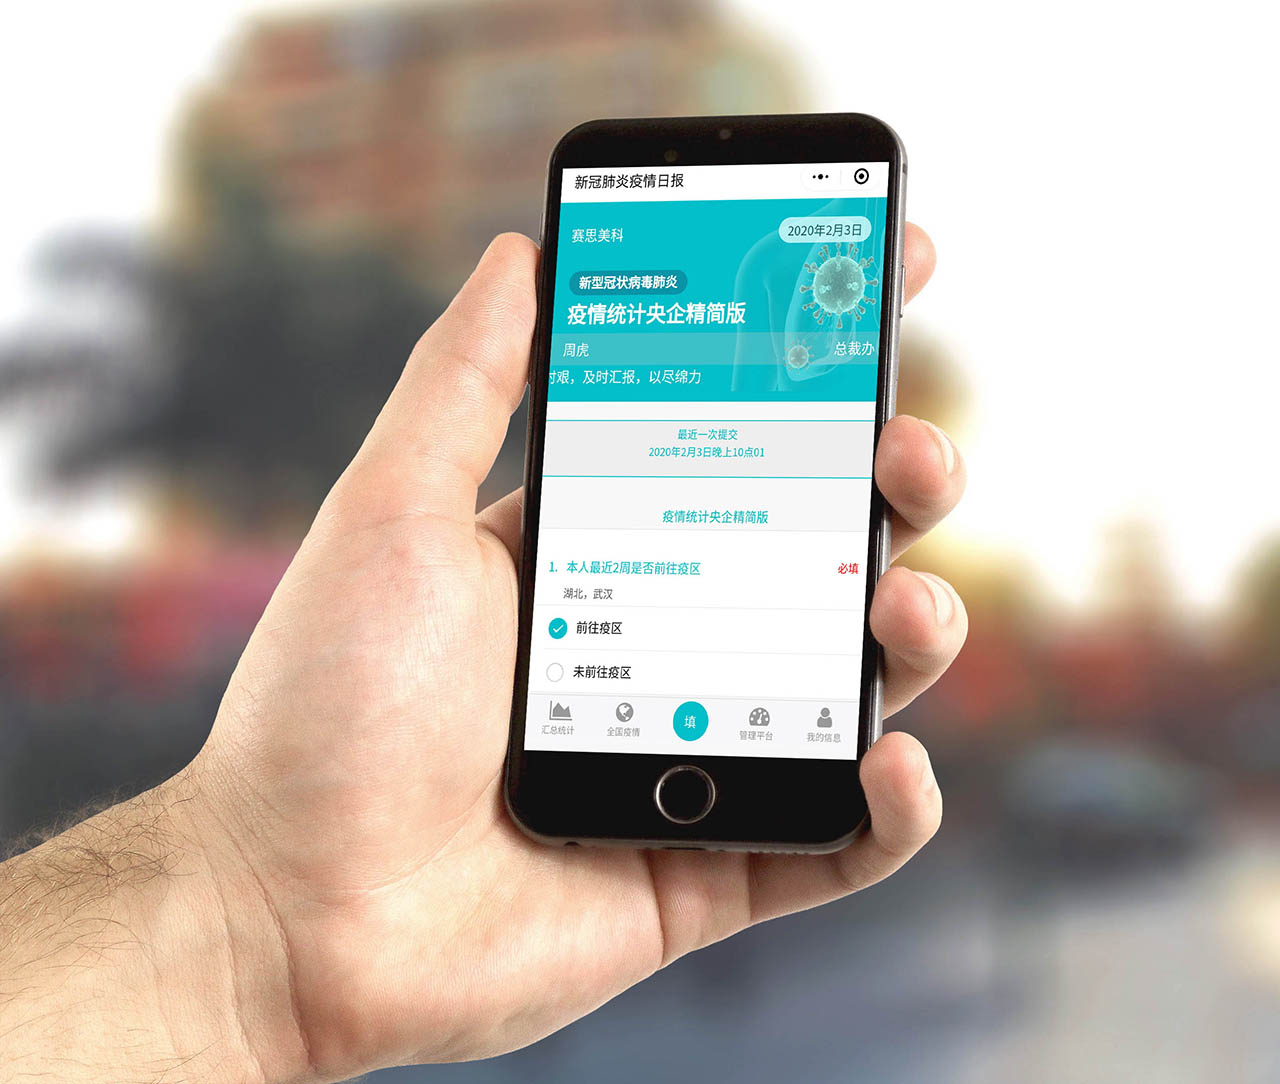 新冠肺炎疫情日报
赛思美科
2020年2月3日
新型冠状病毒肺炎
疫情统计央企精简版
周虎
总裁办
时艰，及时汇报，以尽绵力
最近一次提交
2020年2月3日晚上10点01
疫情统计央企精简版
1. 本人最近2周是否前往疫区
必填
湖北，武汉
前往疫区
未前往疫区
汇总统计
全国疫情
填
管理平台
我的信息